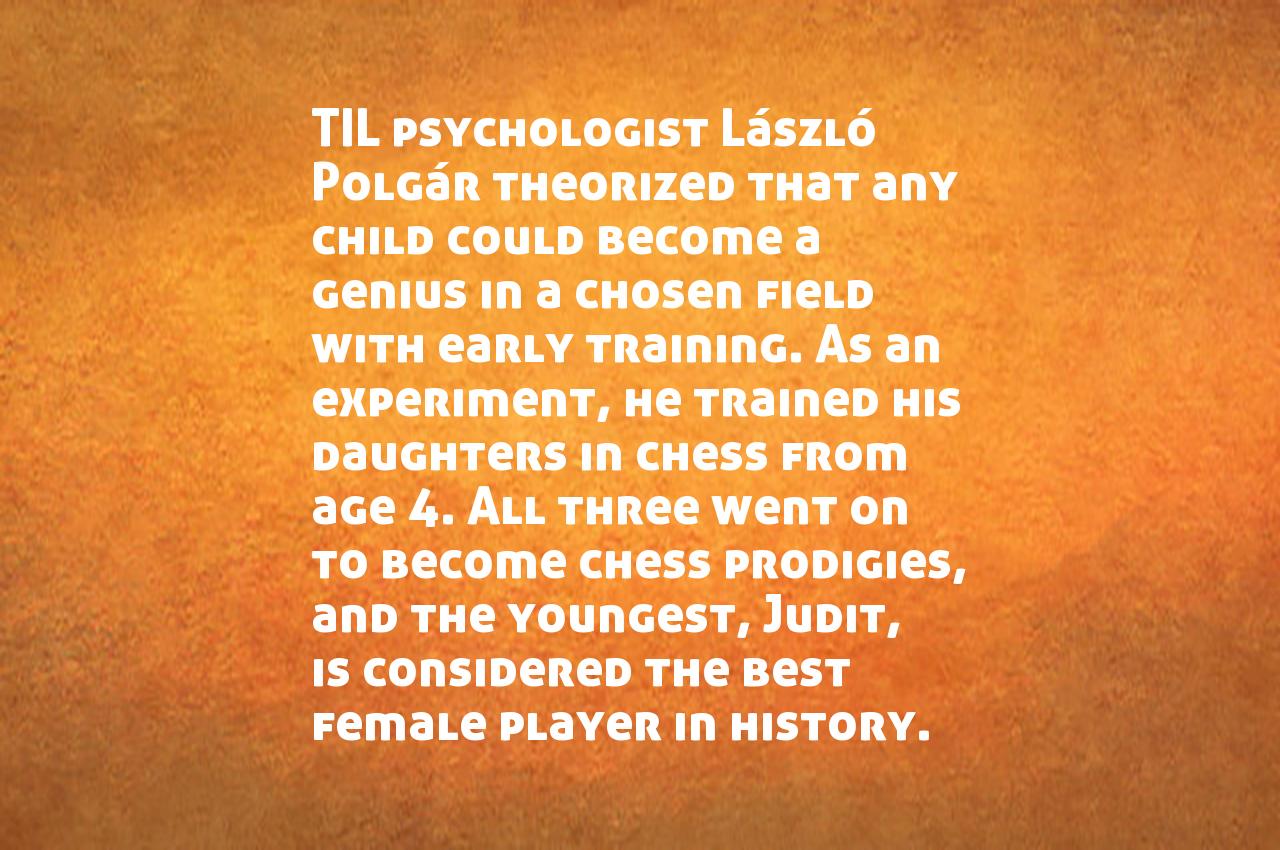 TIL psychologist László
Polgár theorized that any
child could become a
genius in a chosen field
with early training. As an
experiment, he trained his
daughters in chess from
age 4. All three went on
to become chess prodigies,
and the youngest, Judit,
is considered the best
female player in history.